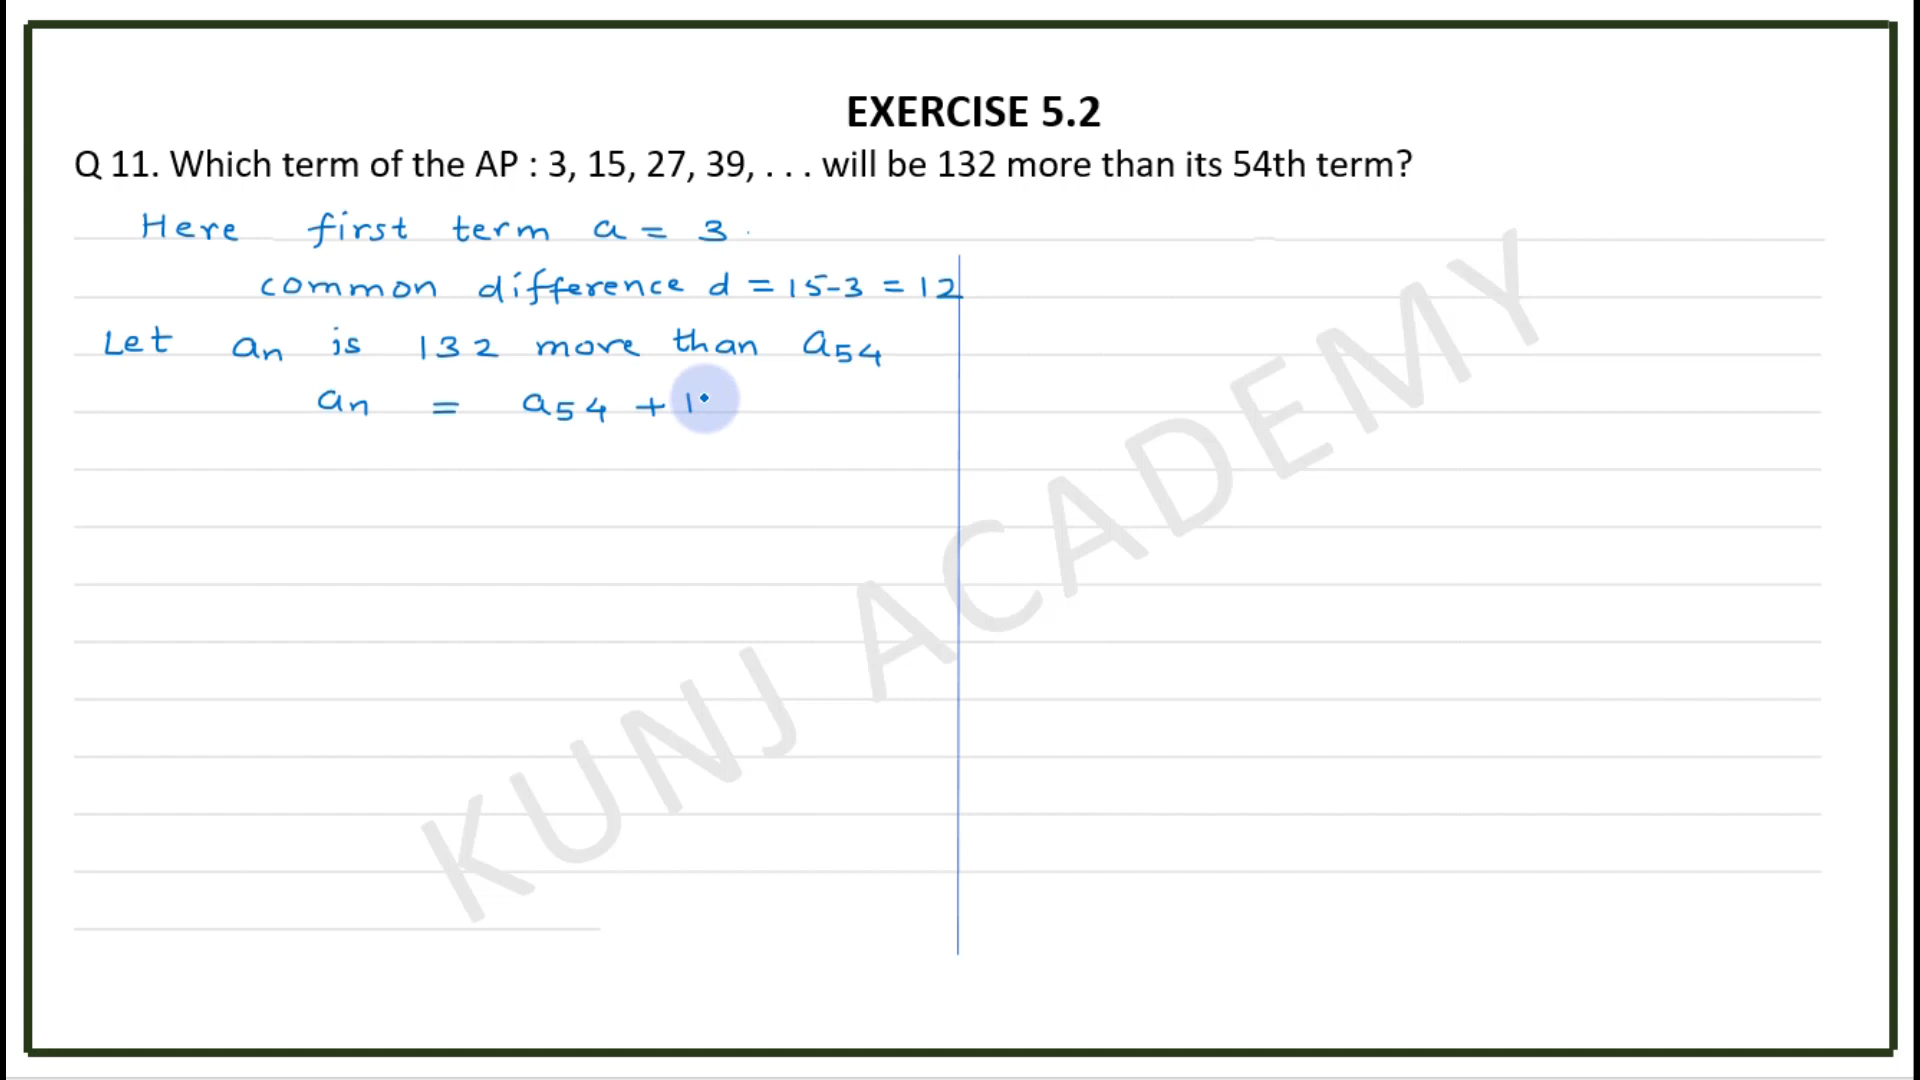 EXERCISE 5.2
Q 11. Which term of the AP : 3, 15, 27, 39, . . . will be 132 more than its 54th term?
Here first term a = 3 .
common difference d = 15-3 = 12
Let an is 132 more than a54
an = a54 + 1
KUNJ ACADEMY